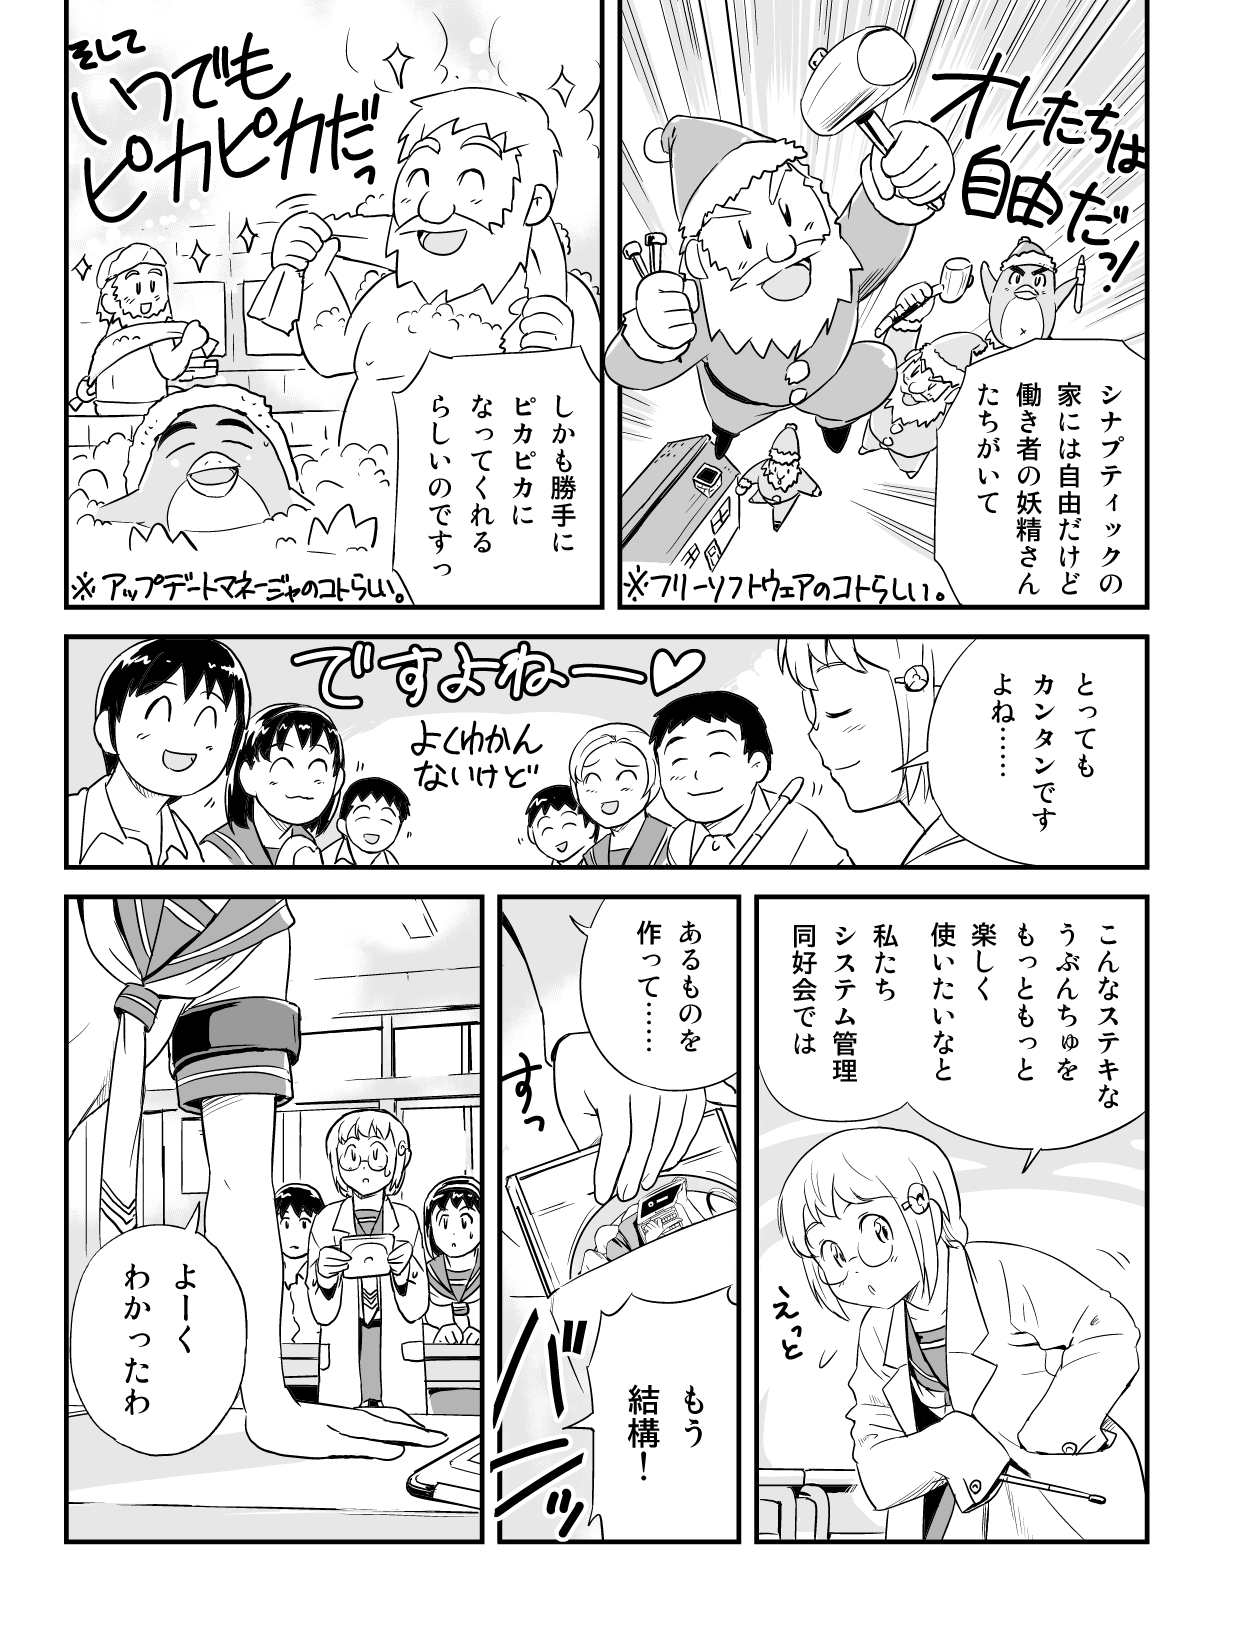 オレたちは
自由だっ!
シナプティックの
家には自由だけど
働き者の妖精さん
たちがいて
※フリーソフトウェアのコトらしい。
そして
いつでも
ピカピカだっ
しかも勝手に
ピカピカに
なってくれる
らしいのですっ
※アップデートマネージャのコトらしい。
とっても
カンタンです
よね……
ですよねー♥
よくわかん
ないけど
こんなステキな
うぶんちゅを
もっともっと
楽しく
使いたいなと
私たち
システム管理
同好会では
えっと
あるものを
作って……
すっ
もう
結構!
バンッ
よーく
わかったわ